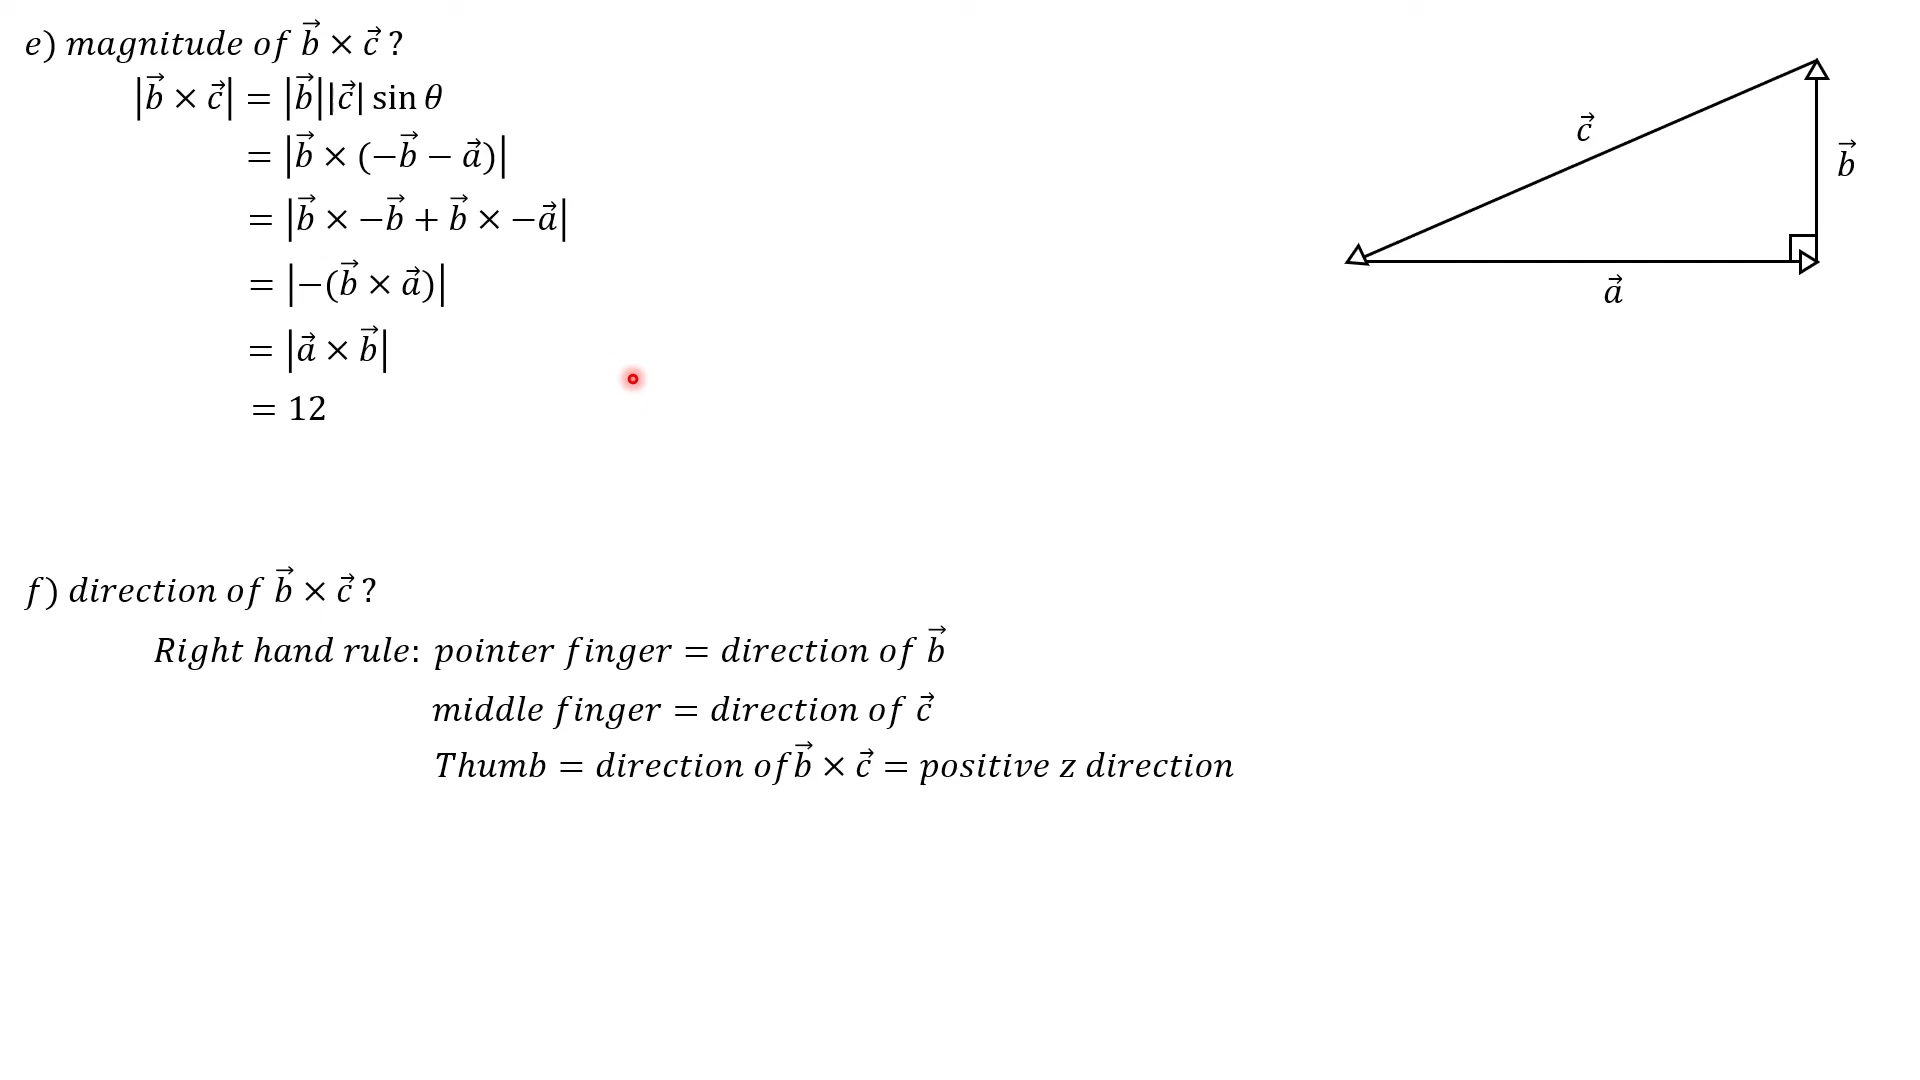 e) magnitude of b⃗ × c⃗ ?
|b⃗ × c⃗| = |b⃗||c⃗| sin θ
= |b⃗ × (−b⃗ − a⃗)|
= |b⃗ × −b⃗ + b⃗ × −a⃗|
= |−(b⃗ × a⃗)|
= |a⃗ × b⃗|
= 12
c⃗
b⃗
a⃗
f) direction of b⃗ × c⃗ ?
Right hand rule: pointer finger = direction of b⃗
middle finger = direction of c⃗
Thumb = direction ofb⃗ × c⃗ = positive z direction